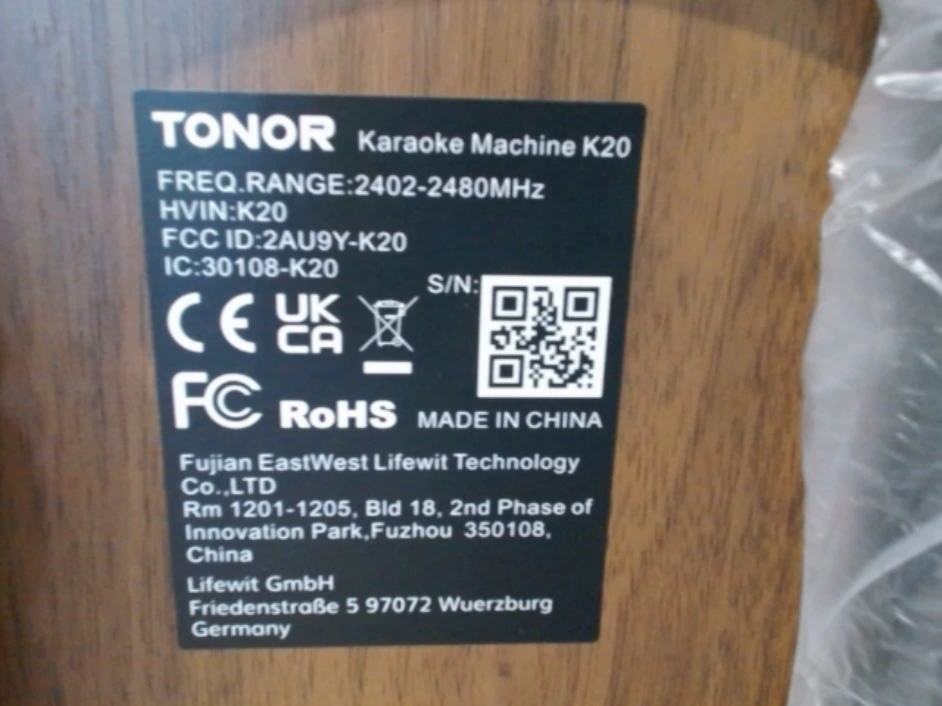 TONOR Karaoke Machine K20
FREQ.RANGE:2402-2480MHz
HVIN:K20
FCC ID:2AU9Y-K20
IC:30108-K20
S/N:
CE UK CA
FC RoHS MADE IN CHINA
Fujian EastWest Lifewit Technology
Co.,LTD
Rm 1201-1205, Bld 18, 2nd Phase of
Innovation Park,Fuzhou 350108,
China
Lifewit GmbH
Friedenstraße 5 97072 Wuerzburg
Germany